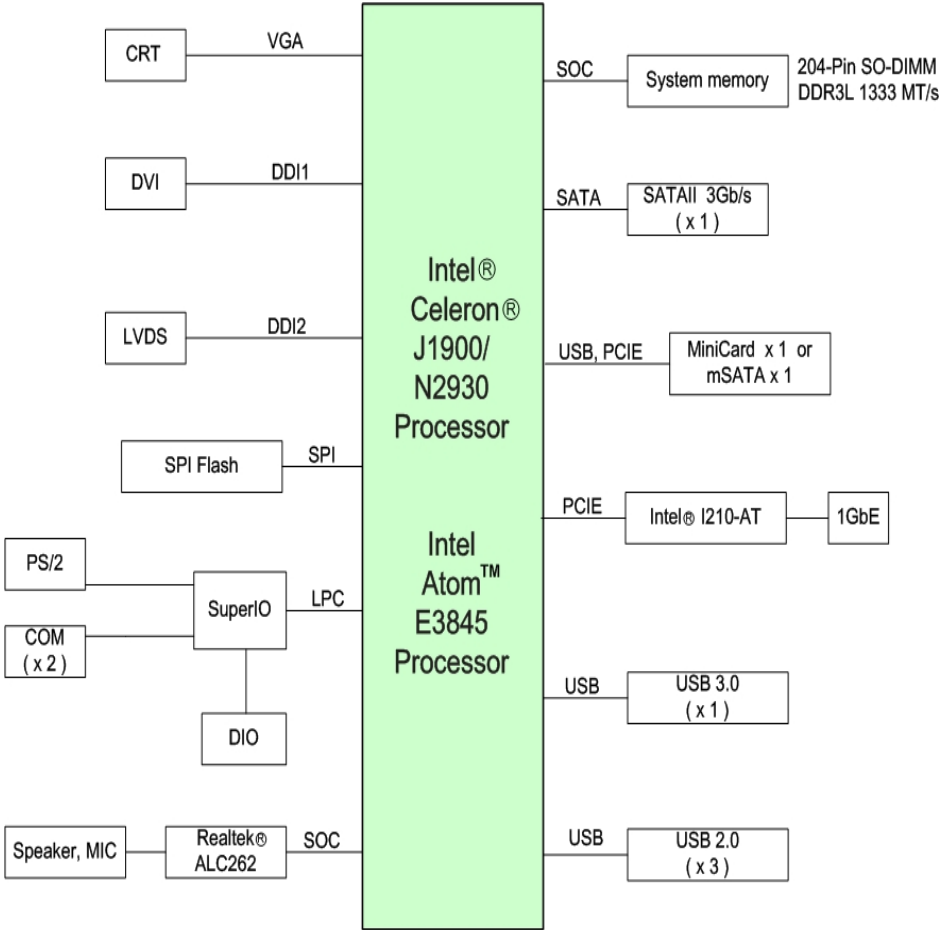 CRT
VGA
DVI
DDI1
LVDS
DDI2
SPI Flash
SPI
PS/2
COM
( x 2 )
SuperIO
LPC
DIO
Speaker, MIC
Realtek®
ALC262
SOC
Intel®
Celeron®
J1900/
N2930
Processor
Intel
Atom™
E3845
Processor
SOC
System memory
204-Pin SO-DIMM
DDR3L 1333 MT/s
SATA
SATAII 3Gb/s
( x 1 )
USB, PCIE
MiniCard x 1 or
mSATA x 1
PCIE
Intel® I210-AT
1GbE
USB
USB 3.0
( x 1 )
USB
USB 2.0
( x 3 )